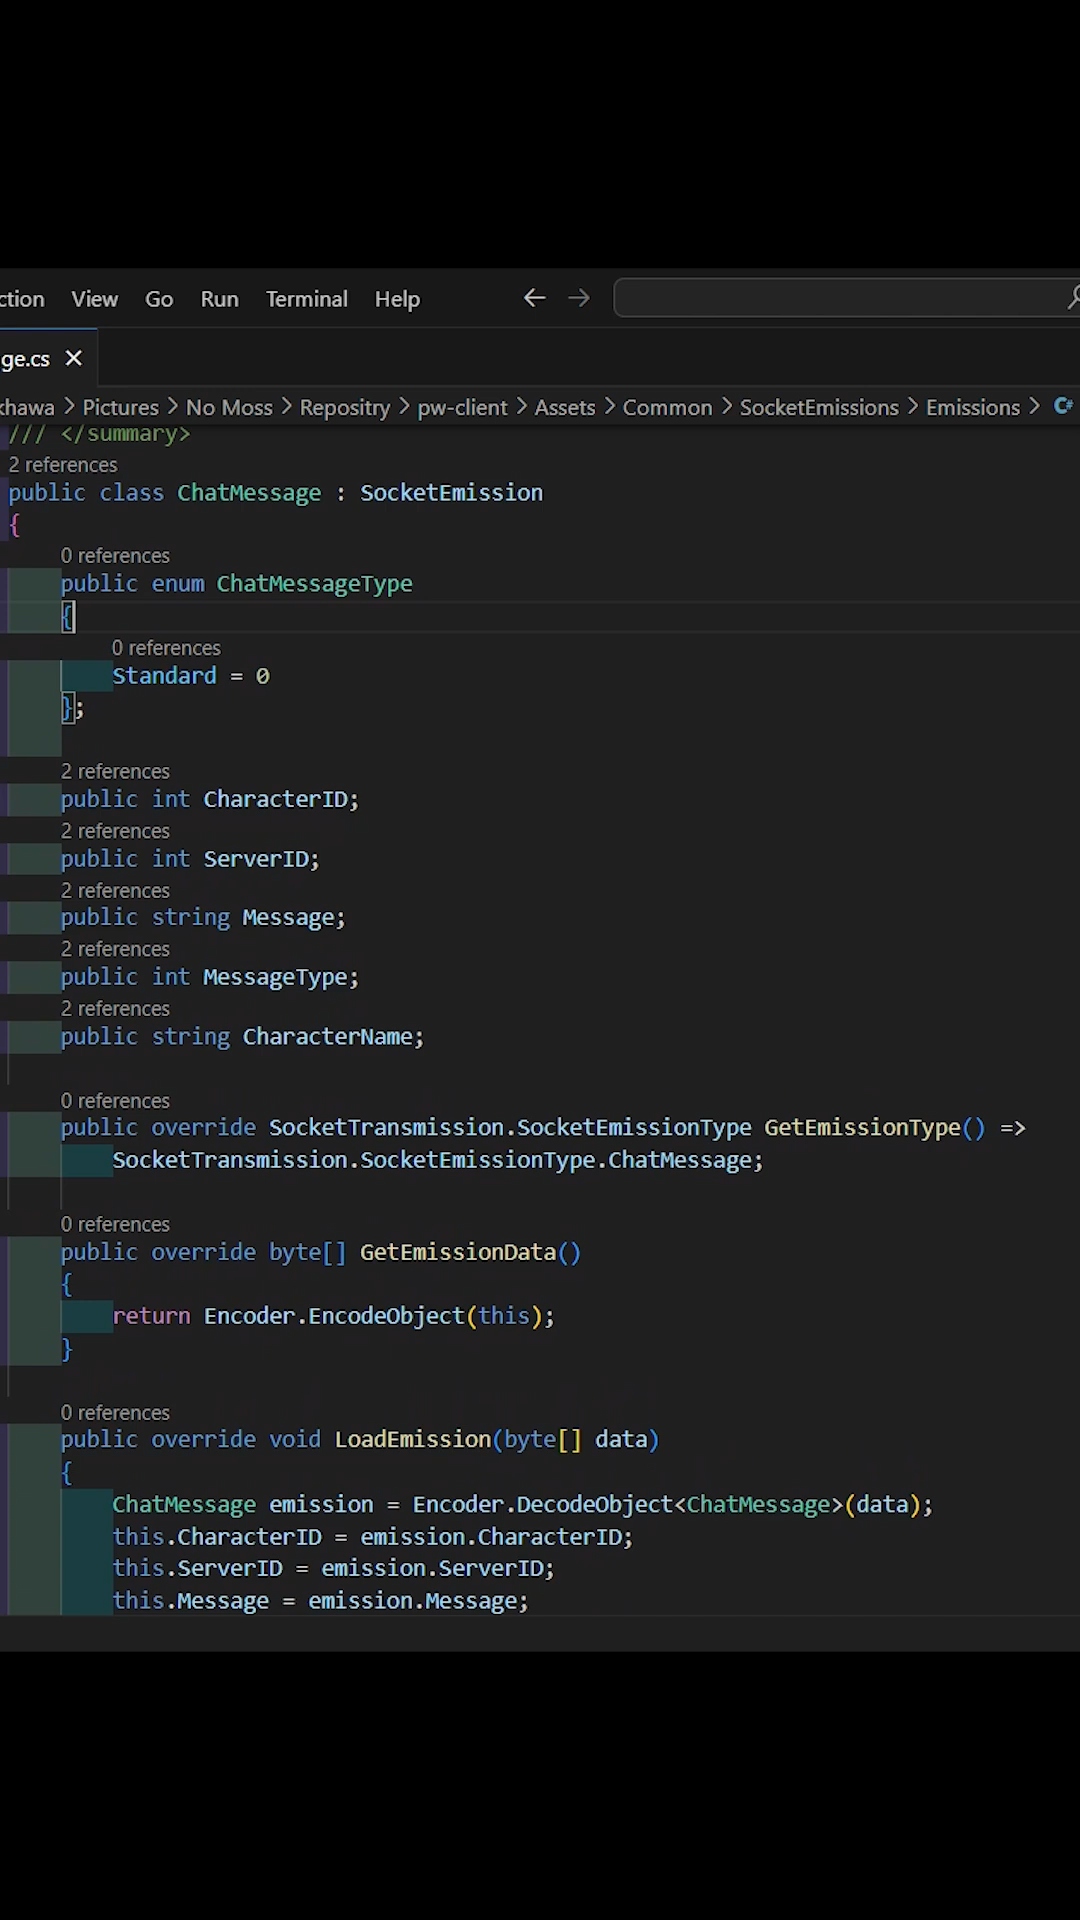 ction View Go Run Terminal Help
ge.cs
khawa > Pictures > No Moss > Repositry > pw-client > Assets > Common > SocketEmissions > Emissions > C#
/// </summary>
2 references
public class ChatMessage : SocketEmission
{
0 references
public enum ChatMessageType
{
0 references
Standard = 0
};
2 references
public int CharacterID;
2 references
public int ServerID;
2 references
public string Message;
2 references
public int MessageType;
2 references
public string CharacterName;
0 references
public override SocketTransmission.SocketEmissionType GetEmissionType() =>
SocketTransmission.SocketEmissionType.ChatMessage;
0 references
public override byte[] GetEmissionData()
{
return Encoder.EncodeObject(this);
}
0 references
public override void LoadEmission(byte[] data)
{
ChatMessage emission = Encoder.DecodeObject<ChatMessage>(data);
this.CharacterID = emission.CharacterID;
this.ServerID = emission.ServerID;
this.Message = emission.Message;